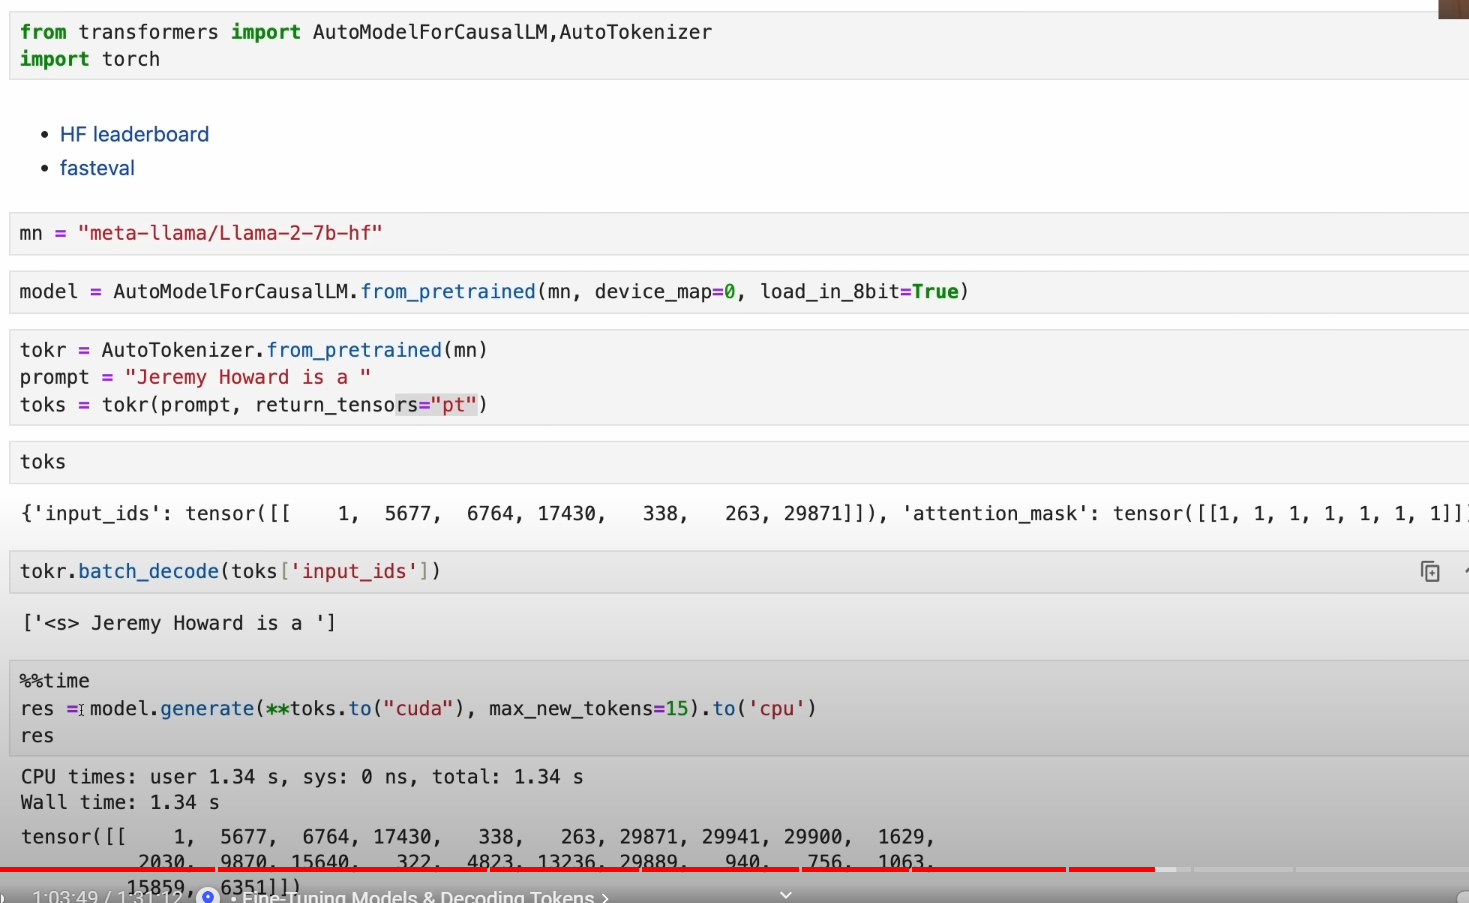 from transformers import AutoModelForCausalLM,AutoTokenizer
import torch
• HF leaderboard
• fasteval
mn = "meta-llama/Llama-2-7b-hf"
model = AutoModelForCausalLM.from_pretrained(mn, device_map=0, load_in_8bit=True)
tokr = AutoTokenizer.from_pretrained(mn)
prompt = "Jeremy Howard is a "
toks = tokr(prompt, return_tensors="pt")
toks
{'input_ids': tensor([[    1,  5677,  6764, 17430,   338,   263, 29871]]), 'attention_mask': tensor([[1, 1, 1, 1, 1, 1, 1]])
tokr.batch_decode(toks['input_ids'])
['<s> Jeremy Howard is a ']
%%time
res = model.generate(**toks.to("cuda"), max_new_tokens=15).to('cpu')
res
CPU times: user 1.34 s, sys: 0 ns, total: 1.34 s
Wall time: 1.34 s
tensor([[    1,  5677,  6764, 17430,   338,   263, 29871, 29941, 29900,  1629,
2030,  9870, 15640,   322,  4823, 13236, 29889,   940,   756,  1063,
15859,  6351]])
1:03:49 / 1:31:12 • Fine-Tuning Models & Decoding Tokens >